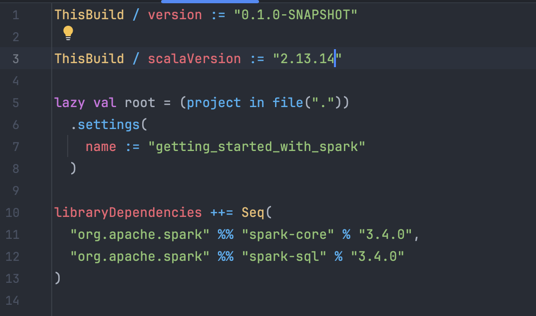 1 ThisBuild / version := "0.1.0-SNAPSHOT"
2
3 ThisBuild / scalaVersion := "2.13.14"
4
5 lazy val root = (project in file("."))
6   .settings(
7     name := "getting_started_with_spark"
8   )
9
10 libraryDependencies ++= Seq(
11   "org.apache.spark" %% "spark-core" % "3.4.0",
12   "org.apache.spark" %% "spark-sql" % "3.4.0"
13 )
14